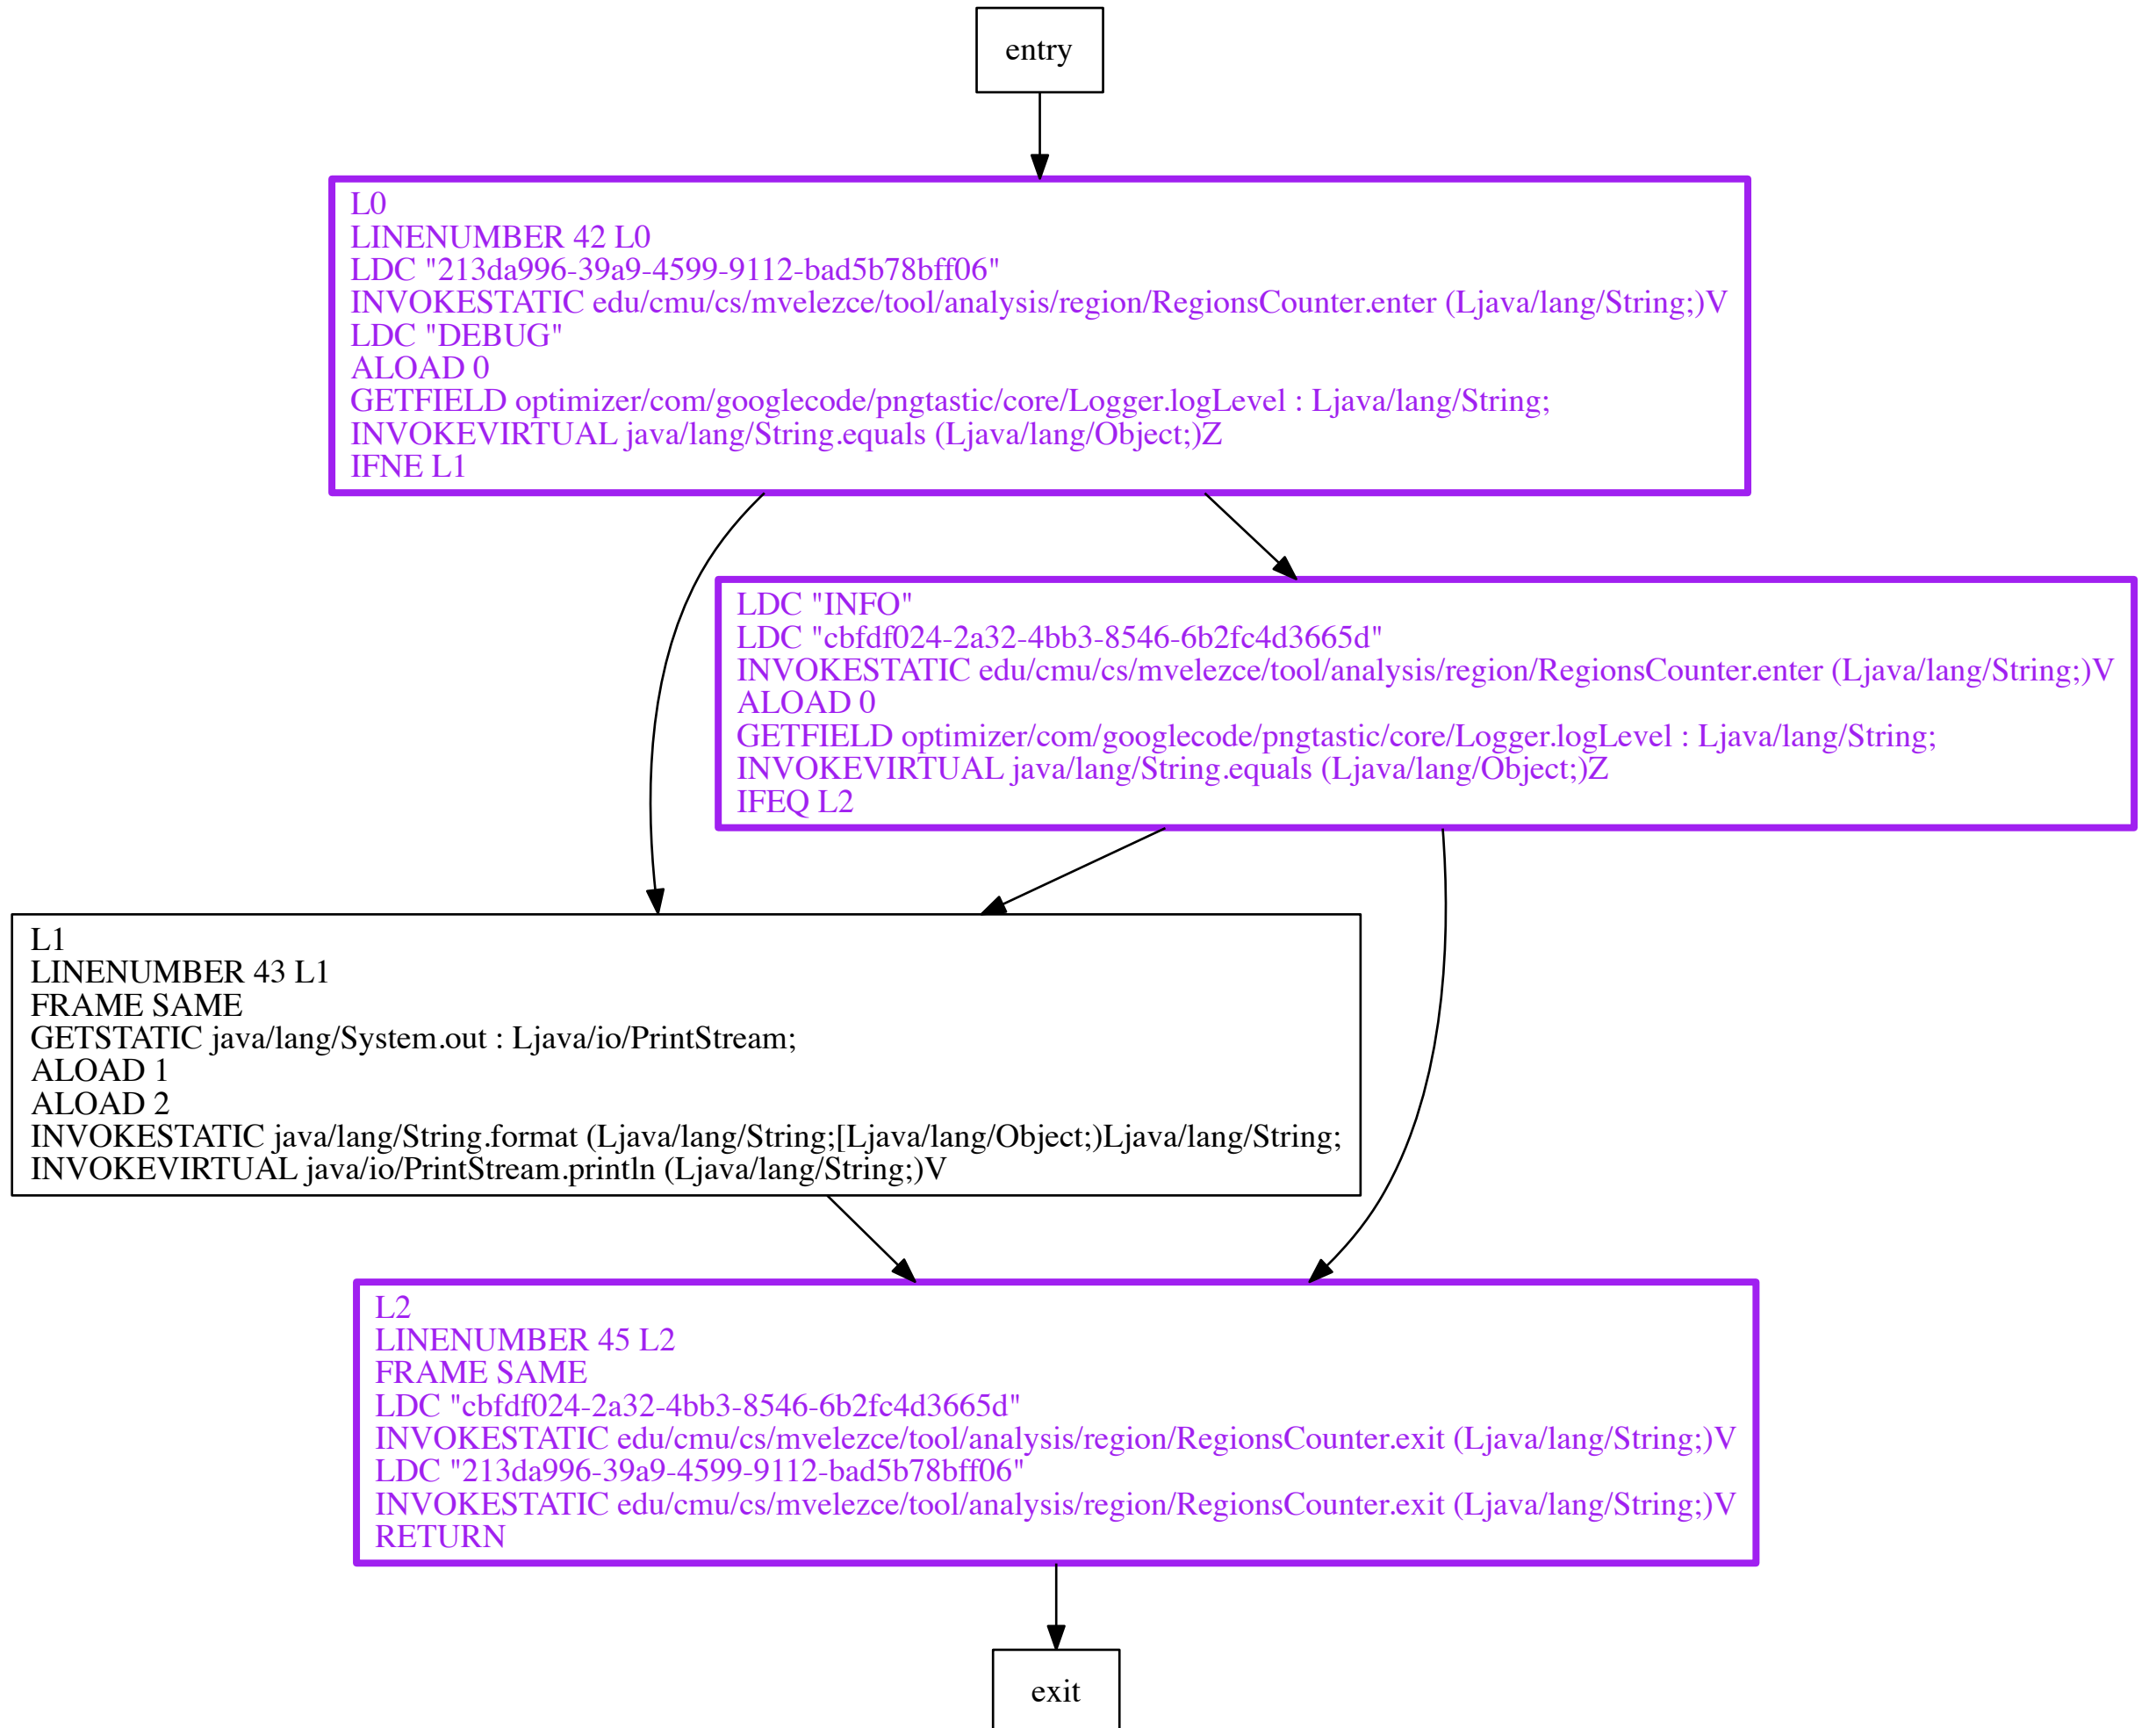 entry
L0
LINENUMBER 42 L0
LDC "213da996-39a9-4599-9112-bad5b78bff06"
INVOKESTATIC edu/cmu/cs/mvelezce/tool/analysis/region/RegionsCounter.enter (Ljava/lang/String;)V
LDC "DEBUG"
ALOAD 0
GETFIELD optimizer/com/googlecode/pngtastic/core/Logger.logLevel : Ljava/lang/String;
INVOKEVIRTUAL java/lang/String.equals (Ljava/lang/Object;)Z
IFNE L1
LDC "INFO"
LDC "cbfdf024-2a32-4bb3-8546-6b2fc4d3665d"
INVOKESTATIC edu/cmu/cs/mvelezce/tool/analysis/region/RegionsCounter.enter (Ljava/lang/String;)V
ALOAD 0
GETFIELD optimizer/com/googlecode/pngtastic/core/Logger.logLevel : Ljava/lang/String;
INVOKEVIRTUAL java/lang/String.equals (Ljava/lang/Object;)Z
IFEQ L2
L1
LINENUMBER 43 L1
FRAME SAME
GETSTATIC java/lang/System.out : Ljava/io/PrintStream;
ALOAD 1
ALOAD 2
INVOKESTATIC java/lang/String.format (Ljava/lang/String;[Ljava/lang/Object;)Ljava/lang/String;
INVOKEVIRTUAL java/io/PrintStream.println (Ljava/lang/String;)V
L2
LINENUMBER 45 L2
FRAME SAME
LDC "cbfdf024-2a32-4bb3-8546-6b2fc4d3665d"
INVOKESTATIC edu/cmu/cs/mvelezce/tool/analysis/region/RegionsCounter.exit (Ljava/lang/String;)V
LDC "213da996-39a9-4599-9112-bad5b78bff06"
INVOKESTATIC edu/cmu/cs/mvelezce/tool/analysis/region/RegionsCounter.exit (Ljava/lang/String;)V
RETURN
exit